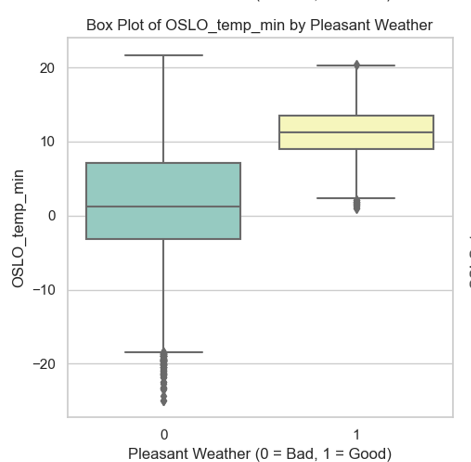 Box Plot of OSLO_temp_min by Pleasant Weather
20
10
0
−10
−20
OSLO_temp_min
0
1
Pleasant Weather (0 = Bad, 1 = Good)